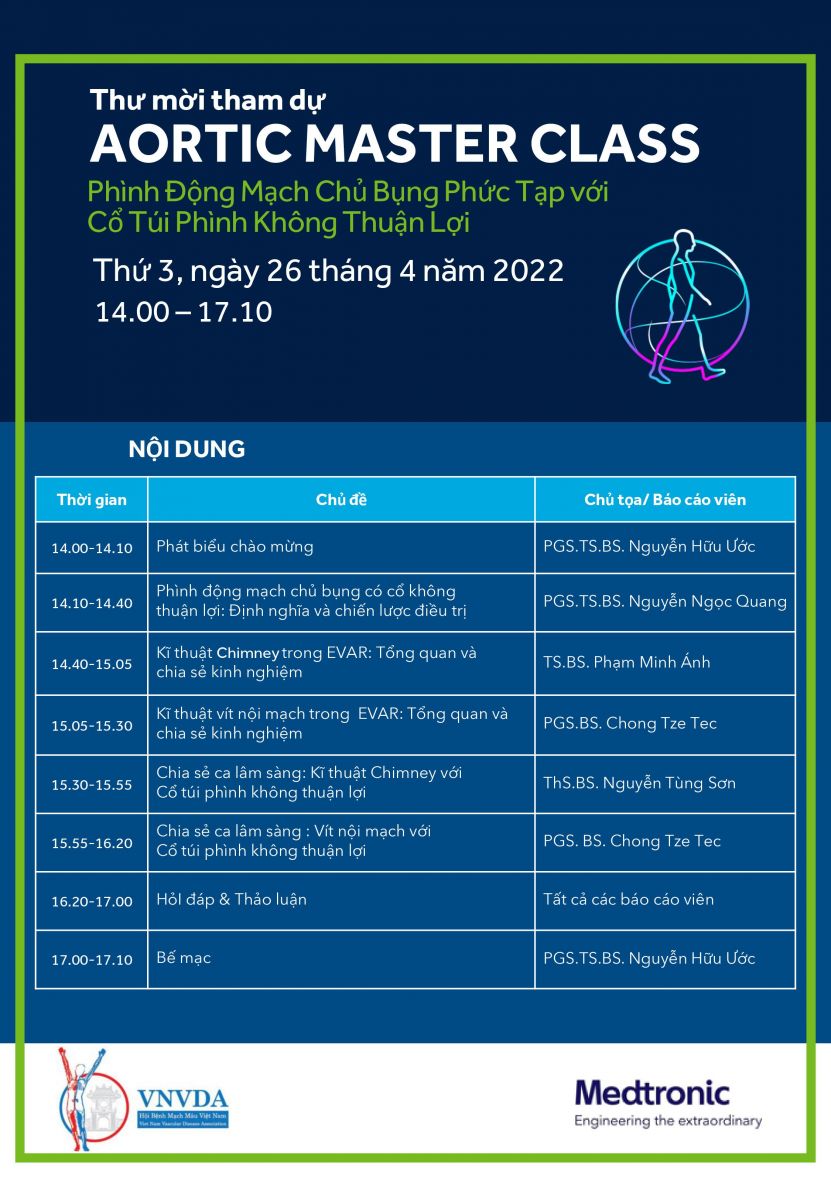 Thư mời tham dự
AORTIC MASTER CLASS
Phình Động Mạch Chủ Bụng Phức Tạp với
Cổ Túi Phình Không Thuận Lợi
Thứ 3, ngày 26 tháng 4 năm 2022
14.00 – 17.10
NỘI DUNG
Thời gian Chủ đề Chủ tọa/ Báo cáo viên
14.00-14.10 Phát biểu chào mừng PGS.TS.BS. Nguyễn Hữu Ước
14.10-14.40 Phình động mạch chủ bụng có cổ không
thuận lợi: Định nghĩa và chiến lược điều trị PGS.TS.BS. Nguyễn Ngọc Quang
14.40-15.05 Kĩ thuật Chimney trong EVAR: Tổng quan và
chia sẻ kinh nghiệm TS.BS. Phạm Minh Ánh
15.05-15.30 Kĩ thuật vít nội mạch trong EVAR: Tổng quan và
chia sẻ kinh nghiệm PGS.BS. Chong Tze Tec
15.30-15.55 Chia sẻ ca lâm sàng: Kĩ thuật Chimney với
Cổ túi phình không thuận lợi ThS.BS. Nguyễn Tùng Sơn
15.55-16.20 Chia sẻ ca lâm sàng : Vít nội mạch với
Cổ túi phình không thuận lợi PGS. BS. Chong Tze Tec
16.20-17.00 HỏI đáp & Thảo luận Tất cả các báo cáo viên
17.00-17.10 Bế mạc PGS.TS.BS. Nguyễn Hữu Ước
VNVDA
Hội Bệnh Mạch Máu Việt Nam
Viet Nam Vascular Disease Association
Medtronic
Engineering the extraordinary